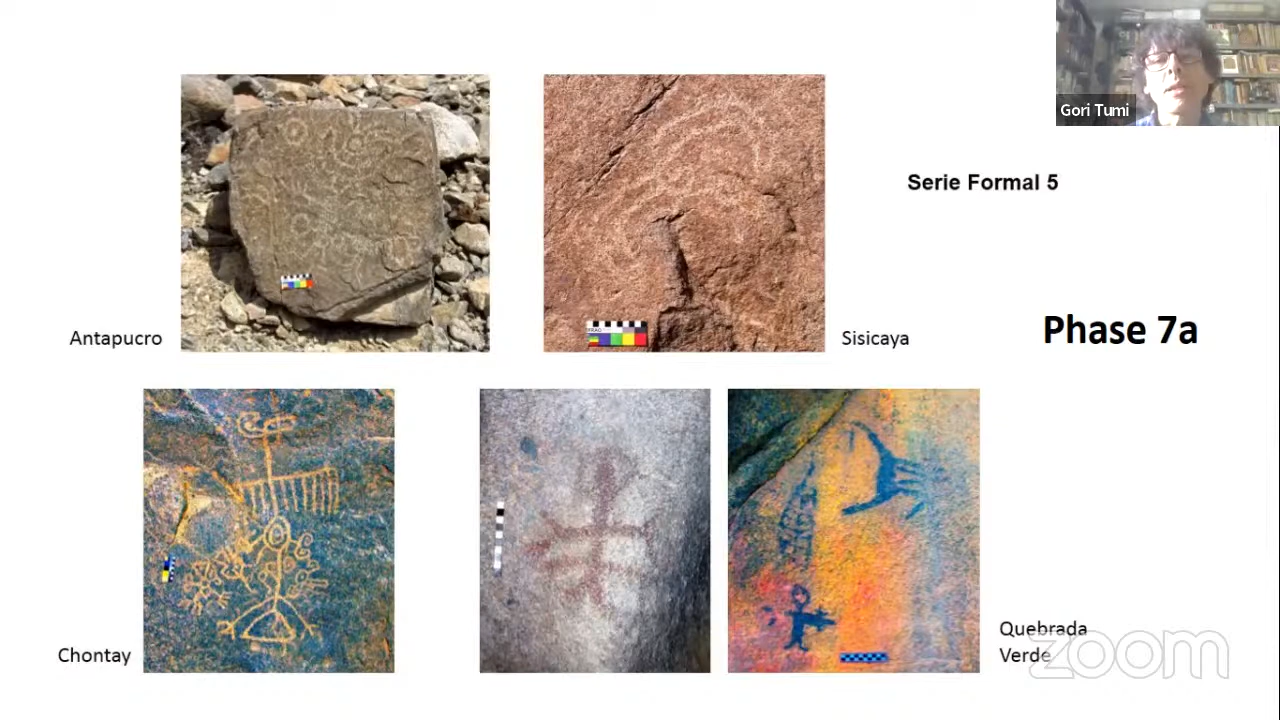 Gori Tumi
Serie Formal 5
Antapucro
Sisicaya
Phase 7a
Chontay
Quebrada
Verde
zoom